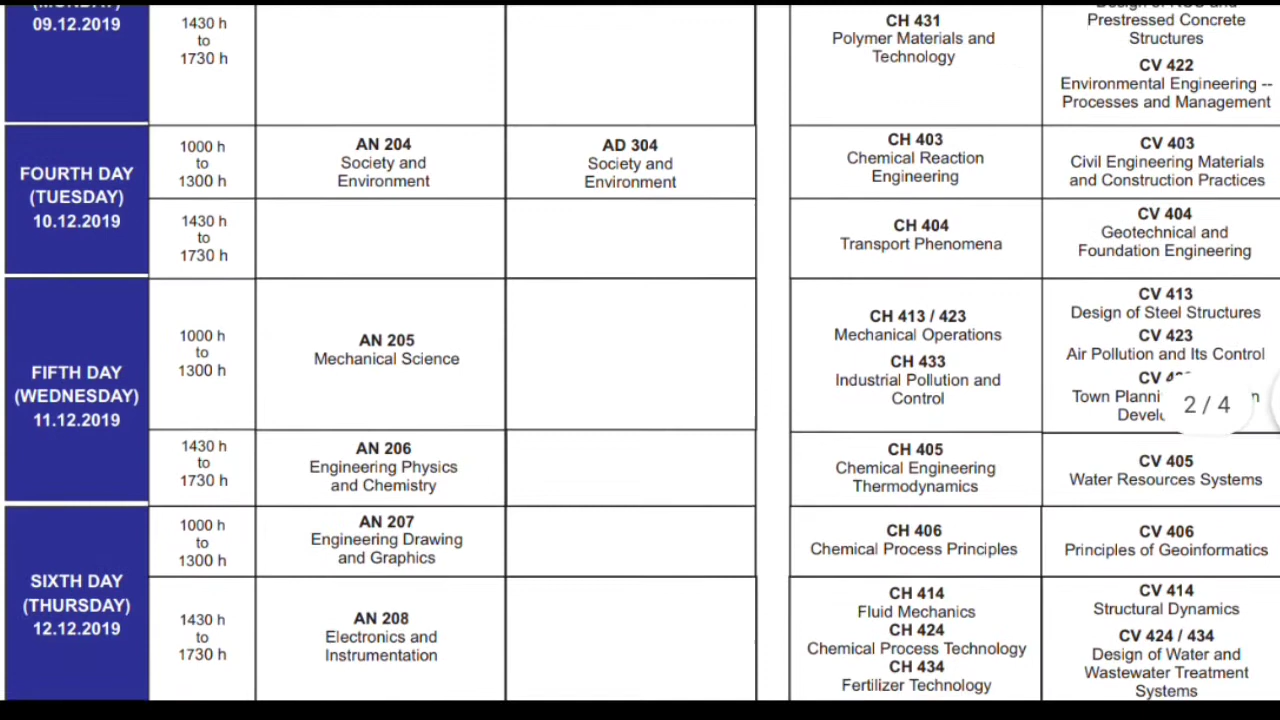 09.12.2019
1430 h
to
1730 h
CH 431
Polymer Materials and
Technology
Prestressed Concrete
Structures
CV 422
Environmental Engineering --
Processes and Management
FOURTH DAY
(TUESDAY)
10.12.2019
1000 h
to
1300 h
AN 204
Society and
Environment
AD 304
Society and
Environment
CH 403
Chemical Reaction
Engineering
CV 403
Civil Engineering Materials
and Construction Practices
1430 h
to
1730 h
CH 404
Transport Phenomena
CV 404
Geotechnical and
Foundation Engineering
FIFTH DAY
(WEDNESDAY)
11.12.2019
1000 h
to
1300 h
AN 205
Mechanical Science
CH 413 / 423
Mechanical Operations
CH 433
Industrial Pollution and
Control
CV 413
Design of Steel Structures
CV 423
Air Pollution and Its Control
CV
Town
2 / 4
1430 h
to
1730 h
AN 206
Engineering Physics
and Chemistry
CH 405
Chemical Engineering
Thermodynamics
CV 405
Water Resources Systems
SIXTH DAY
(THURSDAY)
12.12.2019
1000 h
to
1300 h
AN 207
Engineering Drawing
and Graphics
CH 406
Chemical Process Principles
CV 406
Principles of Geoinformatics
1430 h
to
1730 h
AN 208
Electronics and
Instrumentation
CH 414
Fluid Mechanics
CH 424
Chemical Process Technology
CH 434
Fertilizer Technology
CV 414
Structural Dynamics
CV 424 / 434
Design of Water and
Wastewater Treatment
Systems